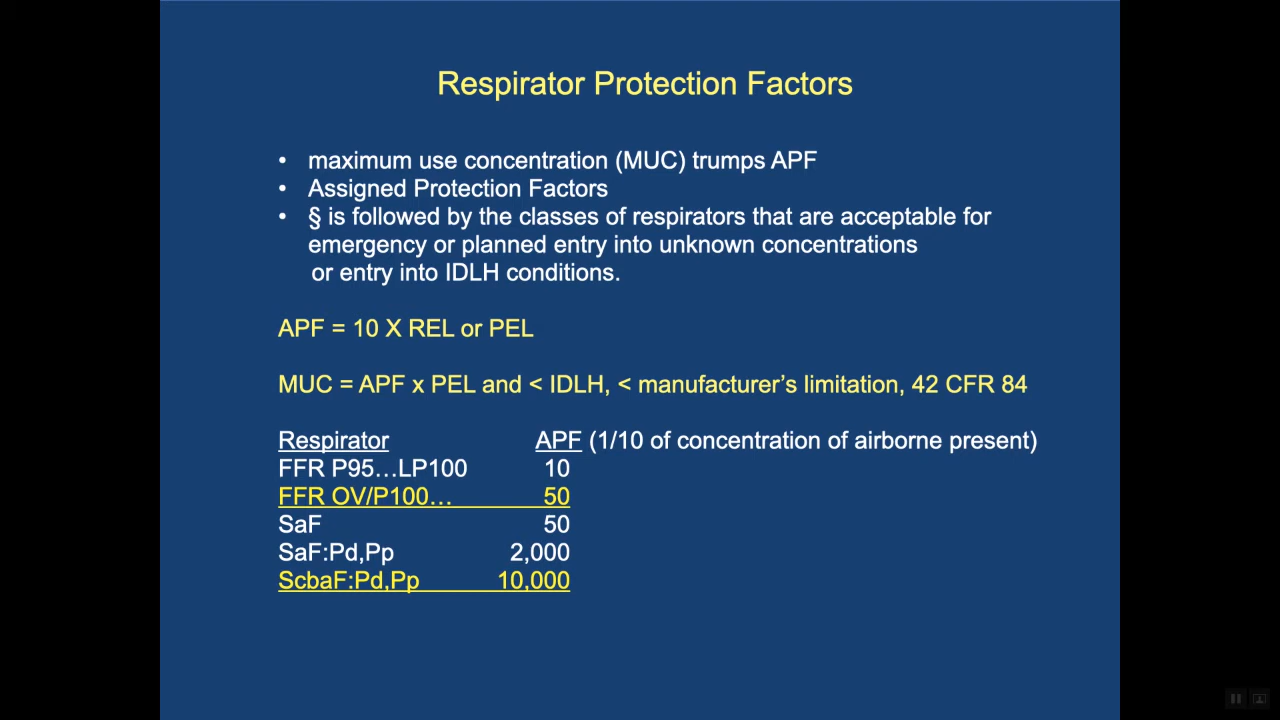 Respirator Protection Factors
• maximum use concentration (MUC) trumps APF
• Assigned Protection Factors
• § is followed by the classes of respirators that are acceptable for
emergency or planned entry into unknown concentrations
or entry into IDLH conditions.
APF = 10 X REL or PEL
MUC = APF x PEL and < IDLH, < manufacturer’s limitation, 42 CFR 84
Respirator APF (1/10 of concentration of airborne present)
FFR P95…LP100 10
FFR OV/P100… 50
SaF 50
SaF:Pd,Pp 2,000
ScbaF:Pd,Pp 10,000